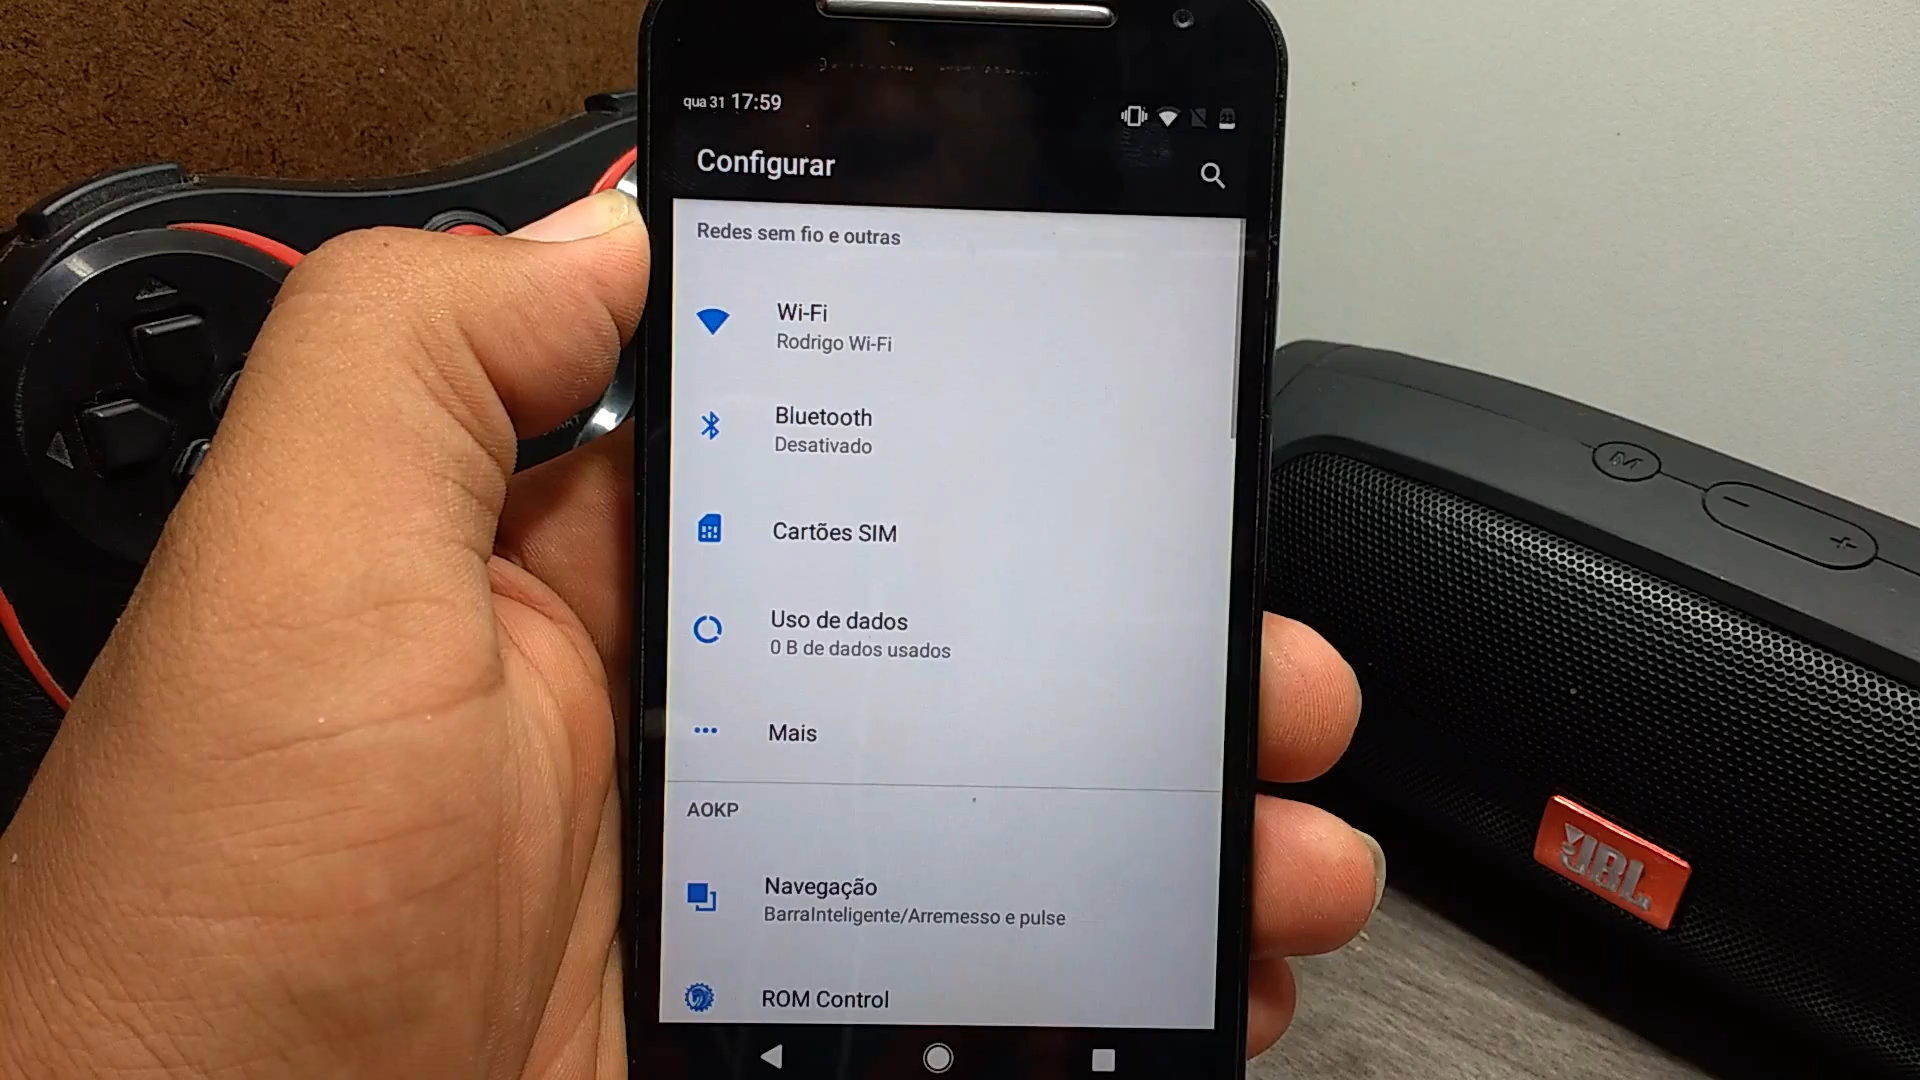 qua 31 17:59
Configurar
Redes sem fio e outras
Wi-Fi
Rodrigo Wi-Fi
Bluetooth
Desativado
Cartões SIM
Uso de dados
0 B de dados usados
Mais
AOKP
Navegação
BarraInteligente/Arremesso e pulse
ROM Control
M
- +
JBL